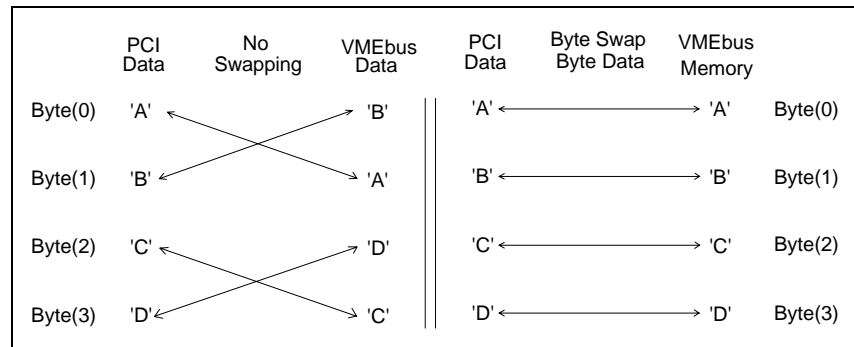 PCI No VMEbus PCI Byte Swap VMEbus
Data Swapping Data Data Byte Data Memory
Byte(0) 'A' 'B' 'A' 'A' Byte(0)
Byte(1) 'B' 'A' 'B' 'B' Byte(1)
Byte(2) 'C' 'D' 'C' 'C' Byte(2)
Byte(3) 'D' 'C' 'D' 'D' Byte(3)